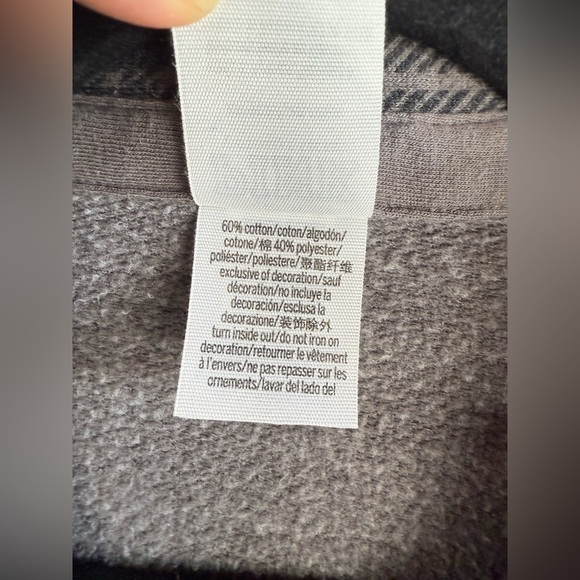 60% cotton/coton/algodón/
cotone/棉 40% polyester/
poliéster/poliestere/聚酯纤维
exclusive of decoration/sauf
décoration/no incluye la
decoración/esclusa la
decorazione/装饰除外
turn inside out/do not iron on
decoration/retourner le vêtement
à l'envers/ne pas repasser sur les
ornements/lavar del lado del